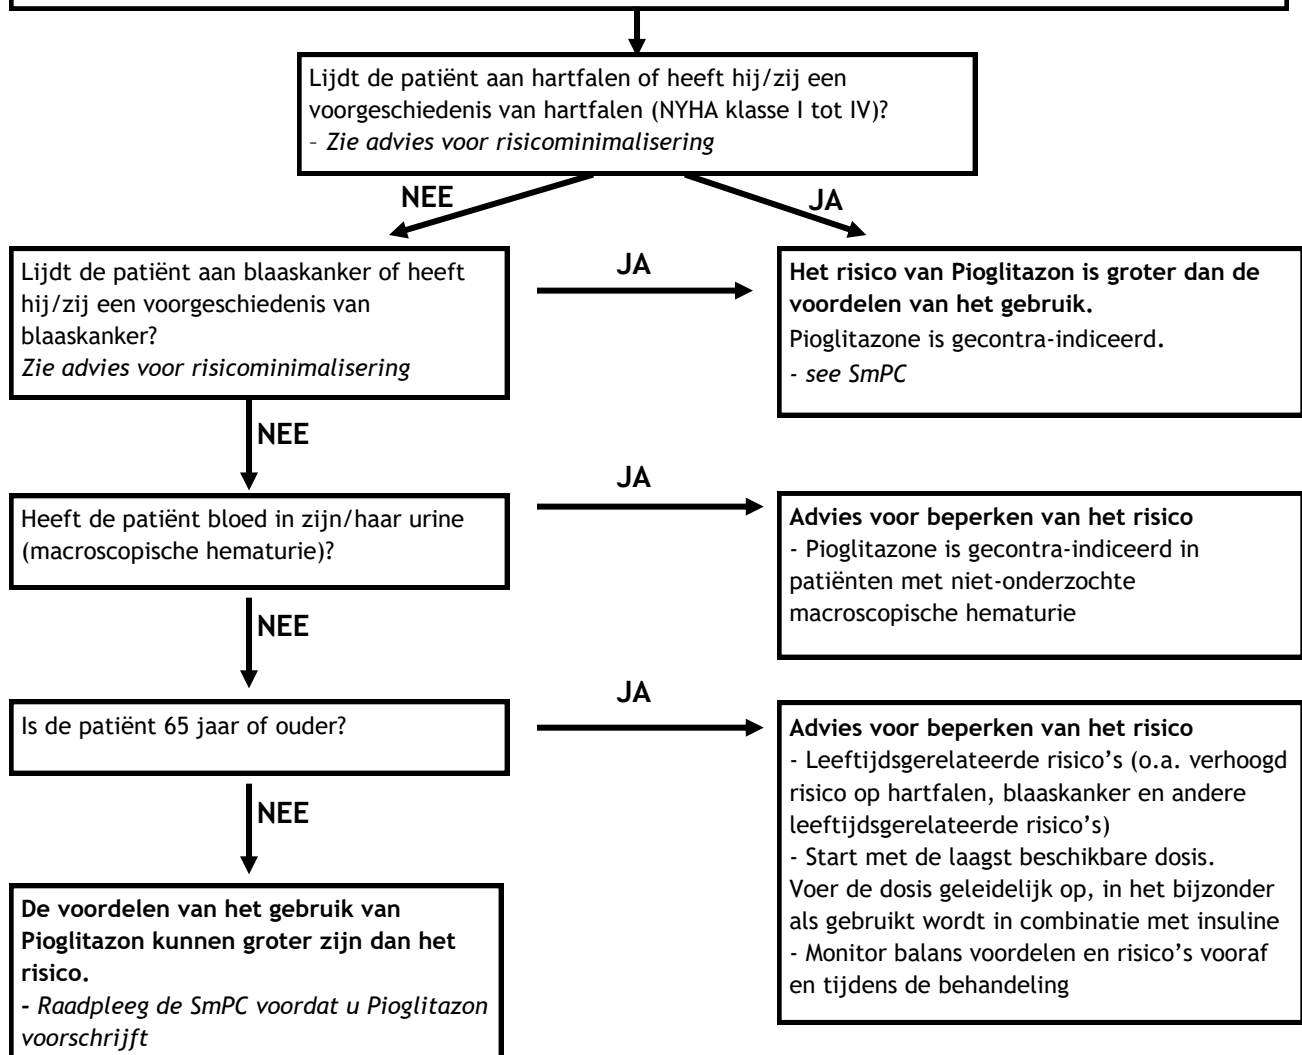 Lijdt de patiënt aan hartfalen of heeft hij/zij een
voorgeschiedenis van hartfalen (NYHA klasse I tot IV)?
– Zie advies voor risicominimalisering
NEE
JA
Lijdt de patiënt aan blaaskanker of heeft
hij/zij een voorgeschiedenis van
blaaskanker?
Zie advies voor risicominimalisering
JA
Het risico van Pioglitazon is groter dan de
voordelen van het gebruik.
Pioglitazone is gecontra-indiceerd.
- see SmPC
NEE
Heeft de patiënt bloed in zijn/haar urine
(macroscopische hematurie)?
JA
Advies voor beperken van het risico
- Pioglitazone is gecontra-indiceerd in
patiënten met niet-onderzochte
macroscopische hematurie
NEE
Is de patiënt 65 jaar of ouder?
JA
Advies voor beperken van het risico
- Leeftijdsgerelateerde risico’s (o.a. verhoogd
risico op hartfalen, blaaskanker en andere
leeftijdsgerelateerde risico’s)
- Start met de laagst beschikbare dosis.
Voer de dosis geleidelijk op, in het bijzonder
als gebruikt wordt in combinatie met insuline
- Monitor balans voordelen en risico’s vooraf
en tijdens de behandeling
NEE
De voordelen van het gebruik van
Pioglitazon kunnen groter zijn dan het
risico.
- Raadpleeg de SmPC voordat u Pioglitazon
voorschrijft